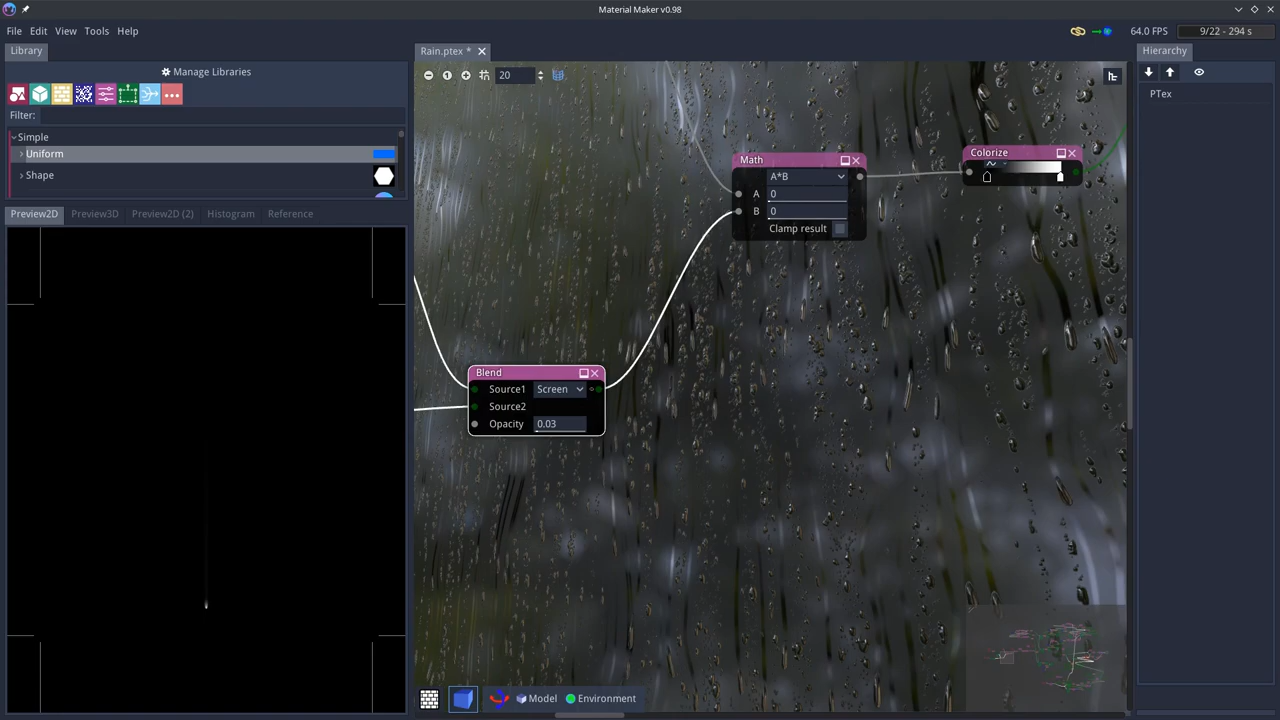 Material Maker v0.98
File Edit View Tools Help
64.0 FPS
9/22 - 294 s
Library
Manage Libraries
Filter:
Simple
Uniform
Shape
Preview2D Preview3D Preview2D (2) Histogram Reference
Rain.ptex *
20
Math
A*B
A 0
B 0
Clamp result
Colorize
Blend
Source1 Screen
Source2
Opacity 0.03
Model Environment
Hierarchy
PTex